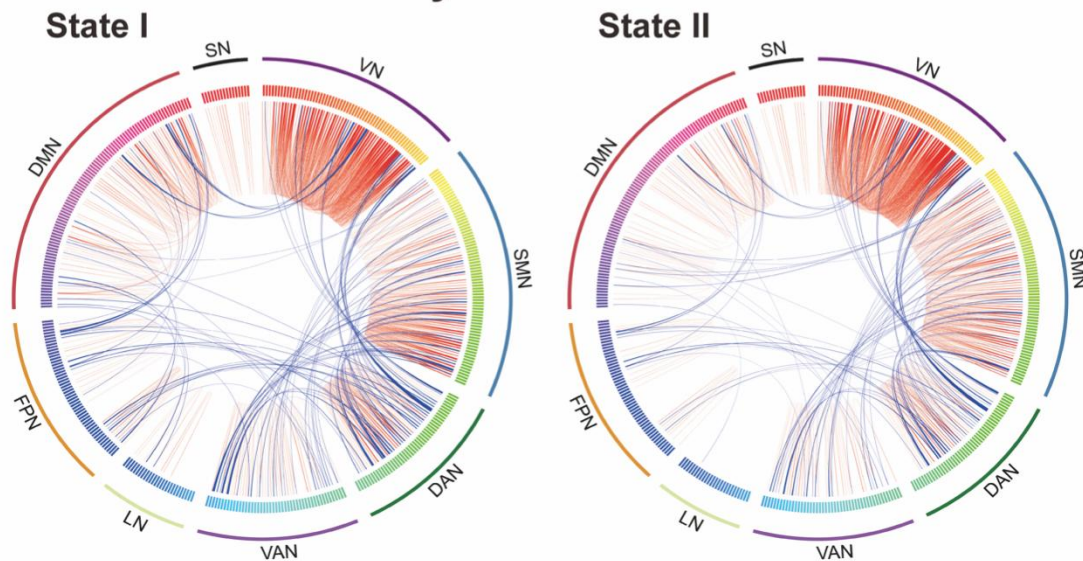 State I
State II
SN
VN
SMN
DAN
VAN
LN
FPN
DMN
SN
VN
SMN
DAN
VAN
LN
FPN
DMN